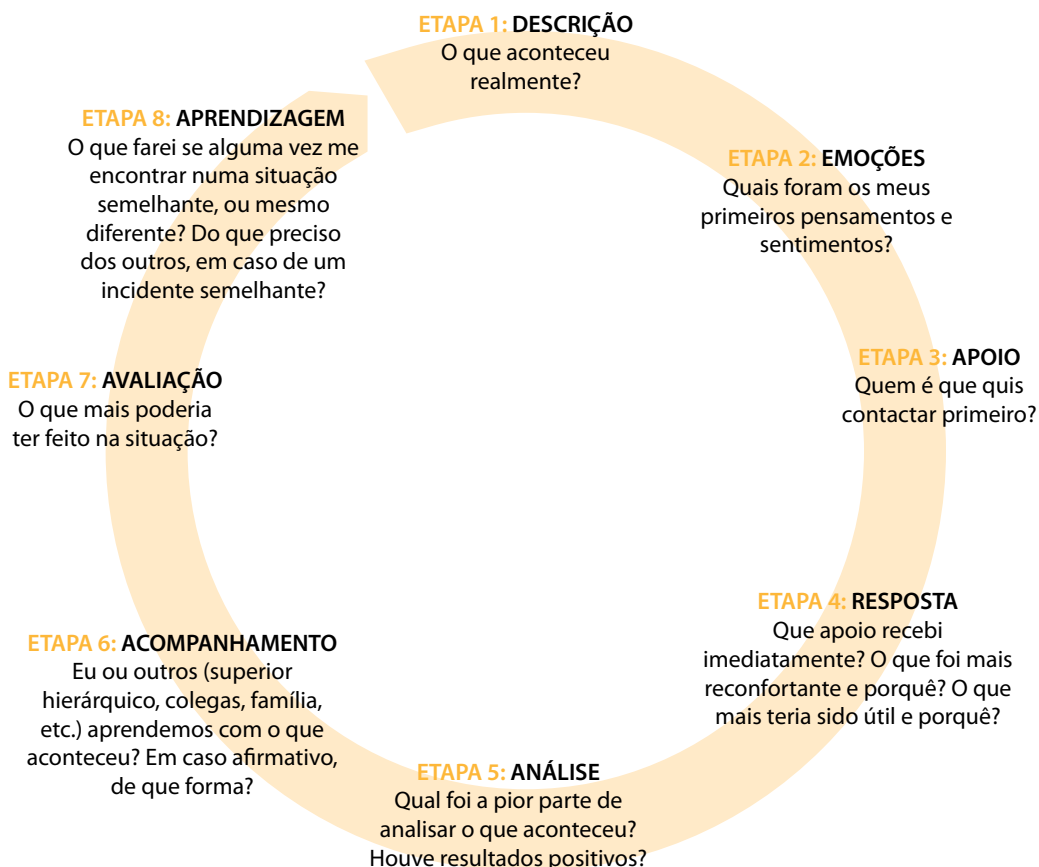 ETAPA 1: DESCRIÇÃO
O que aconteceu
realmente?
ETAPA 2: EMOÇÕES
Quais foram os meus
primeiros pensamentos e
sentimentos?
ETAPA 3: APOIO
Quem é que quis
contactar primeiro?
ETAPA 4: RESPOSTA
Que apoio recebi
imediatamente? O que foi mais
reconfortante e porquê? O que
mais teria sido útil e porquê?
ETAPA 5: ANÁLISE
Qual foi a pior parte de
analisar o que aconteceu?
Houve resultados positivos?
ETAPA 6: ACOMPANHAMENTO
Eu ou outros (superior
hierárquico, colegas, família,
etc.) aprendemos com o que
aconteceu? Em caso afirmativo,
de que forma?
ETAPA 7: AVALIAÇÃO
O que mais poderia
ter feito na situação?
ETAPA 8: APRENDIZAGEM
O que farei se alguma vez me
encontrar numa situação
semelhante, ou mesmo
diferente? Do que preciso
dos outros, em caso de um
incidente semelhante?